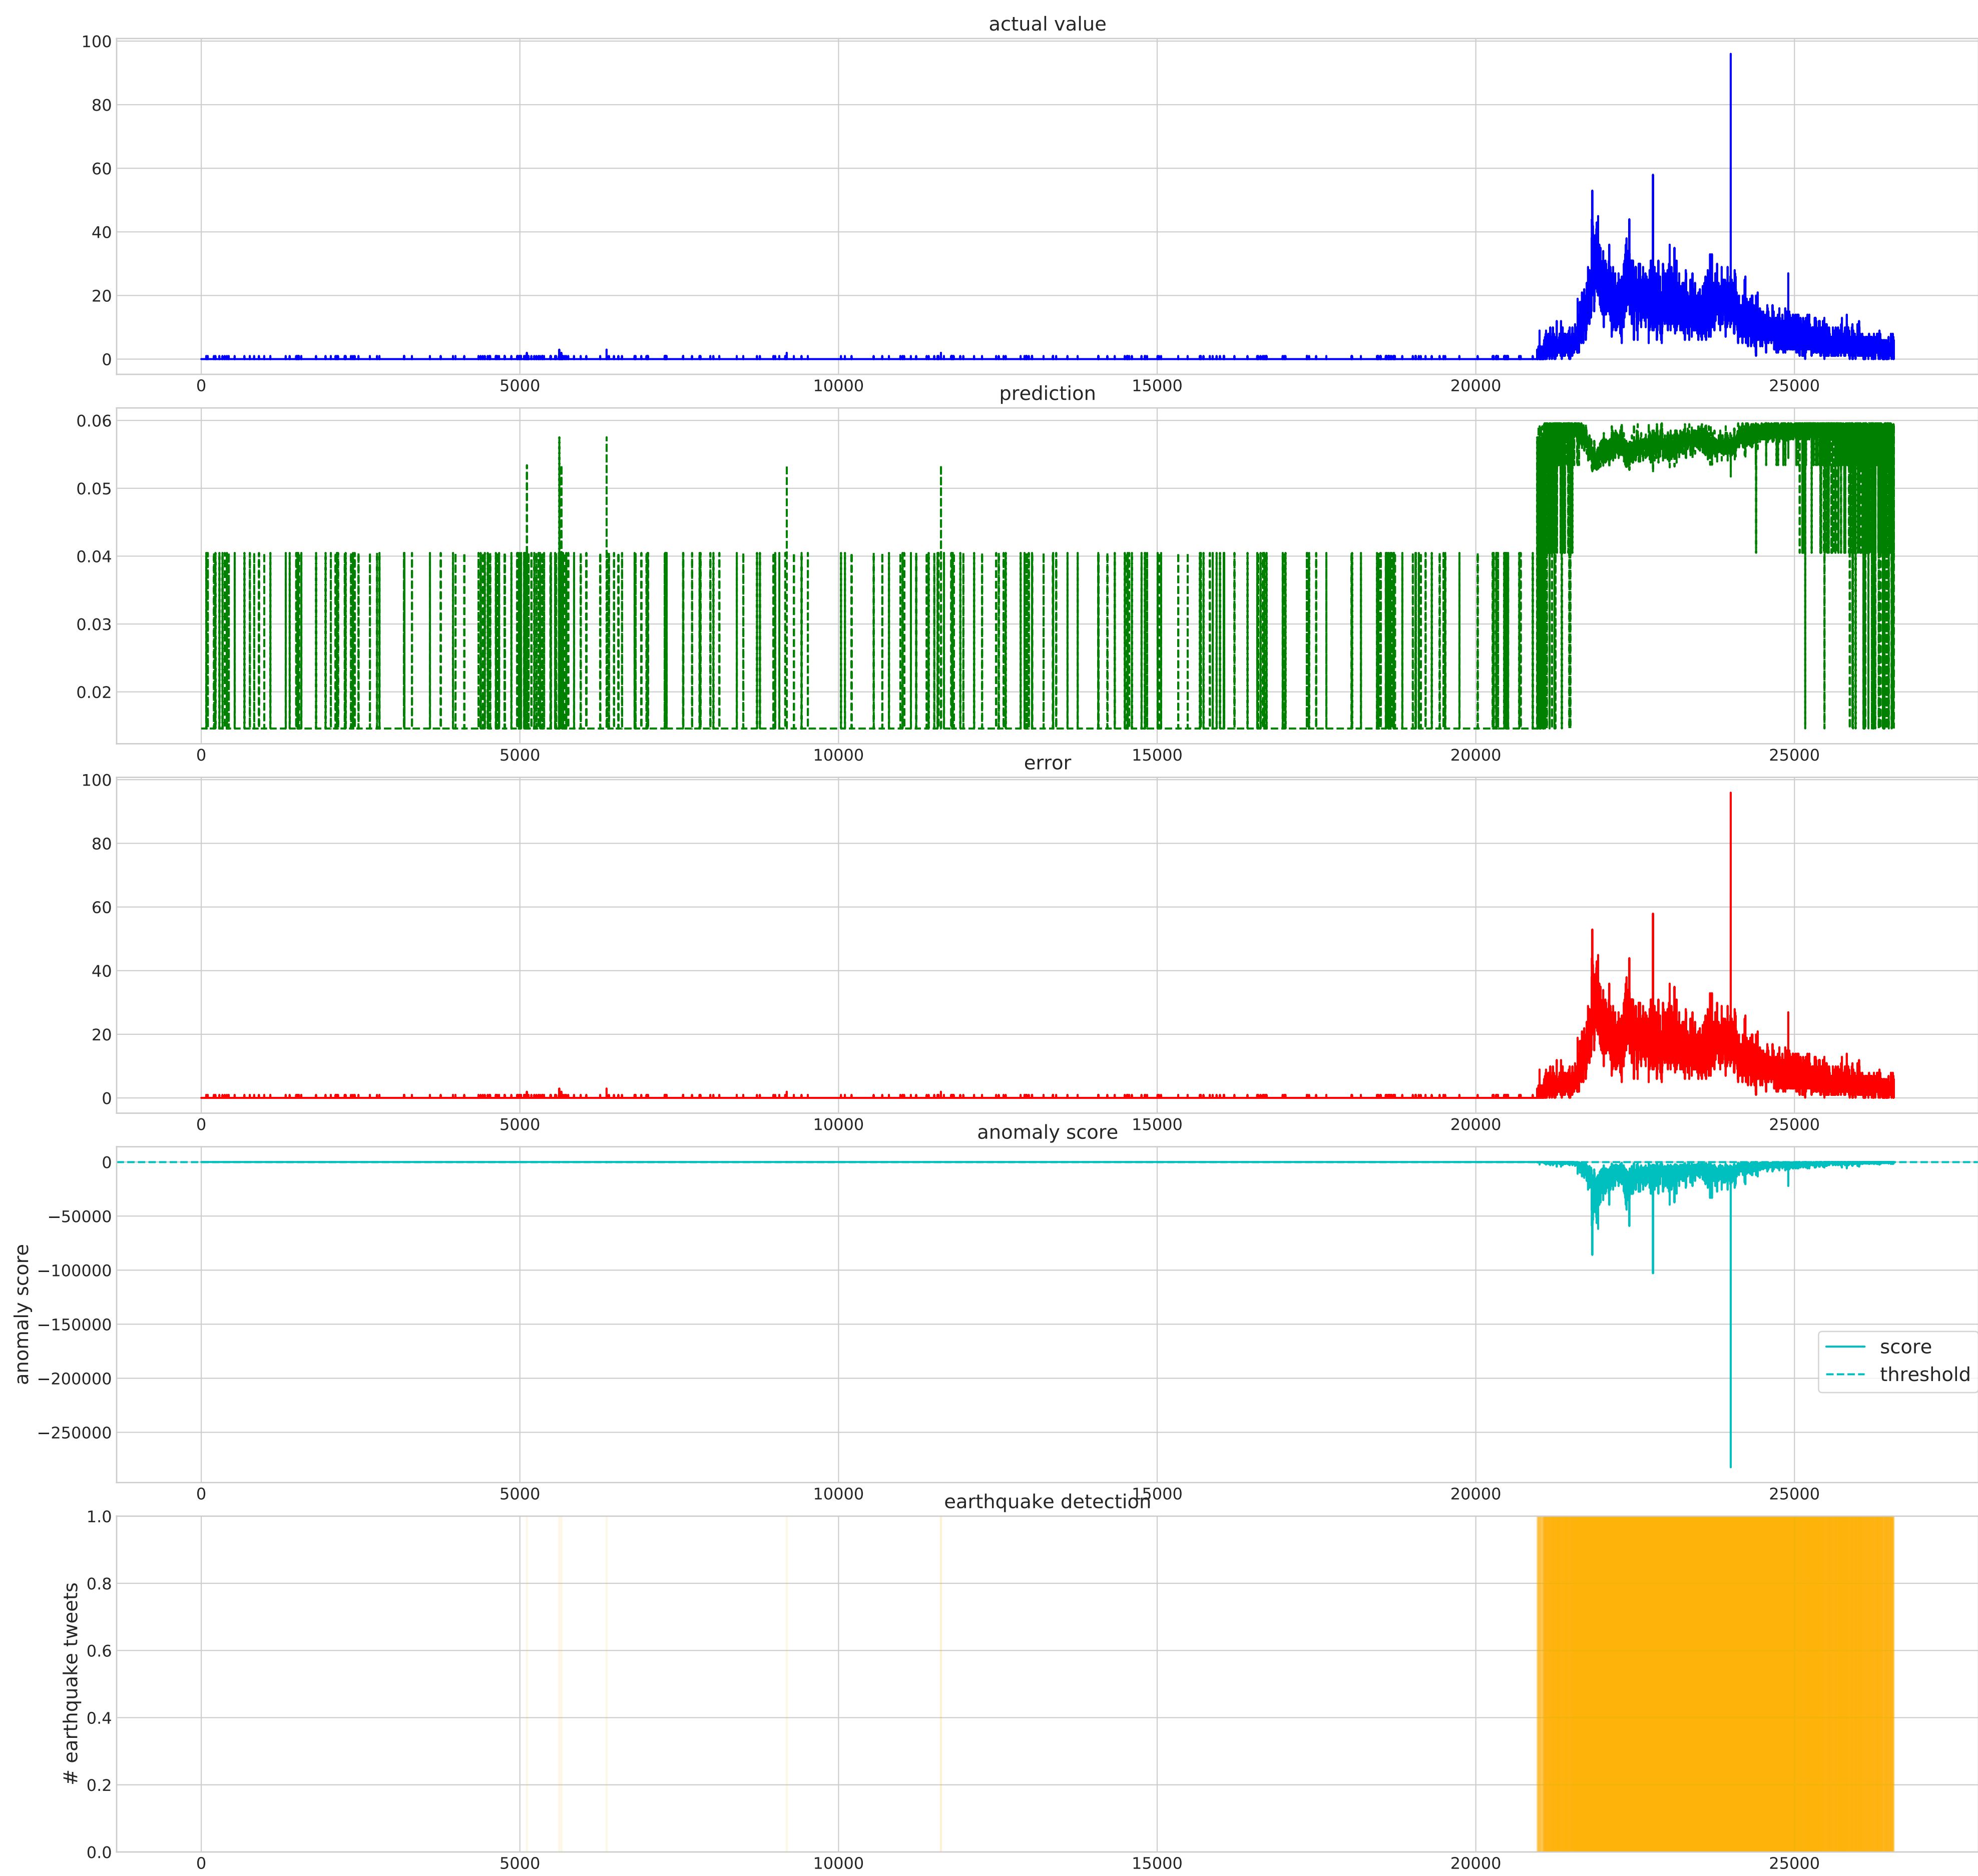 actual value
100
80
60
40
20
0
0 5000 10000 15000 20000 25000
prediction
0.06
0.05
0.04
0.03
0.02
0 5000 10000 15000 20000 25000
error
100
80
60
40
20
0
0 5000 10000 15000 20000 25000
anomaly score
0
−50000
−100000
−150000
−200000
−250000
anomaly score
score
threshold
0 5000 10000 15000 20000 25000
earthquake detection
1.0
0.8
0.6
0.4
0.2
0.0
# earthquake tweets
0 5000 10000 15000 20000 25000